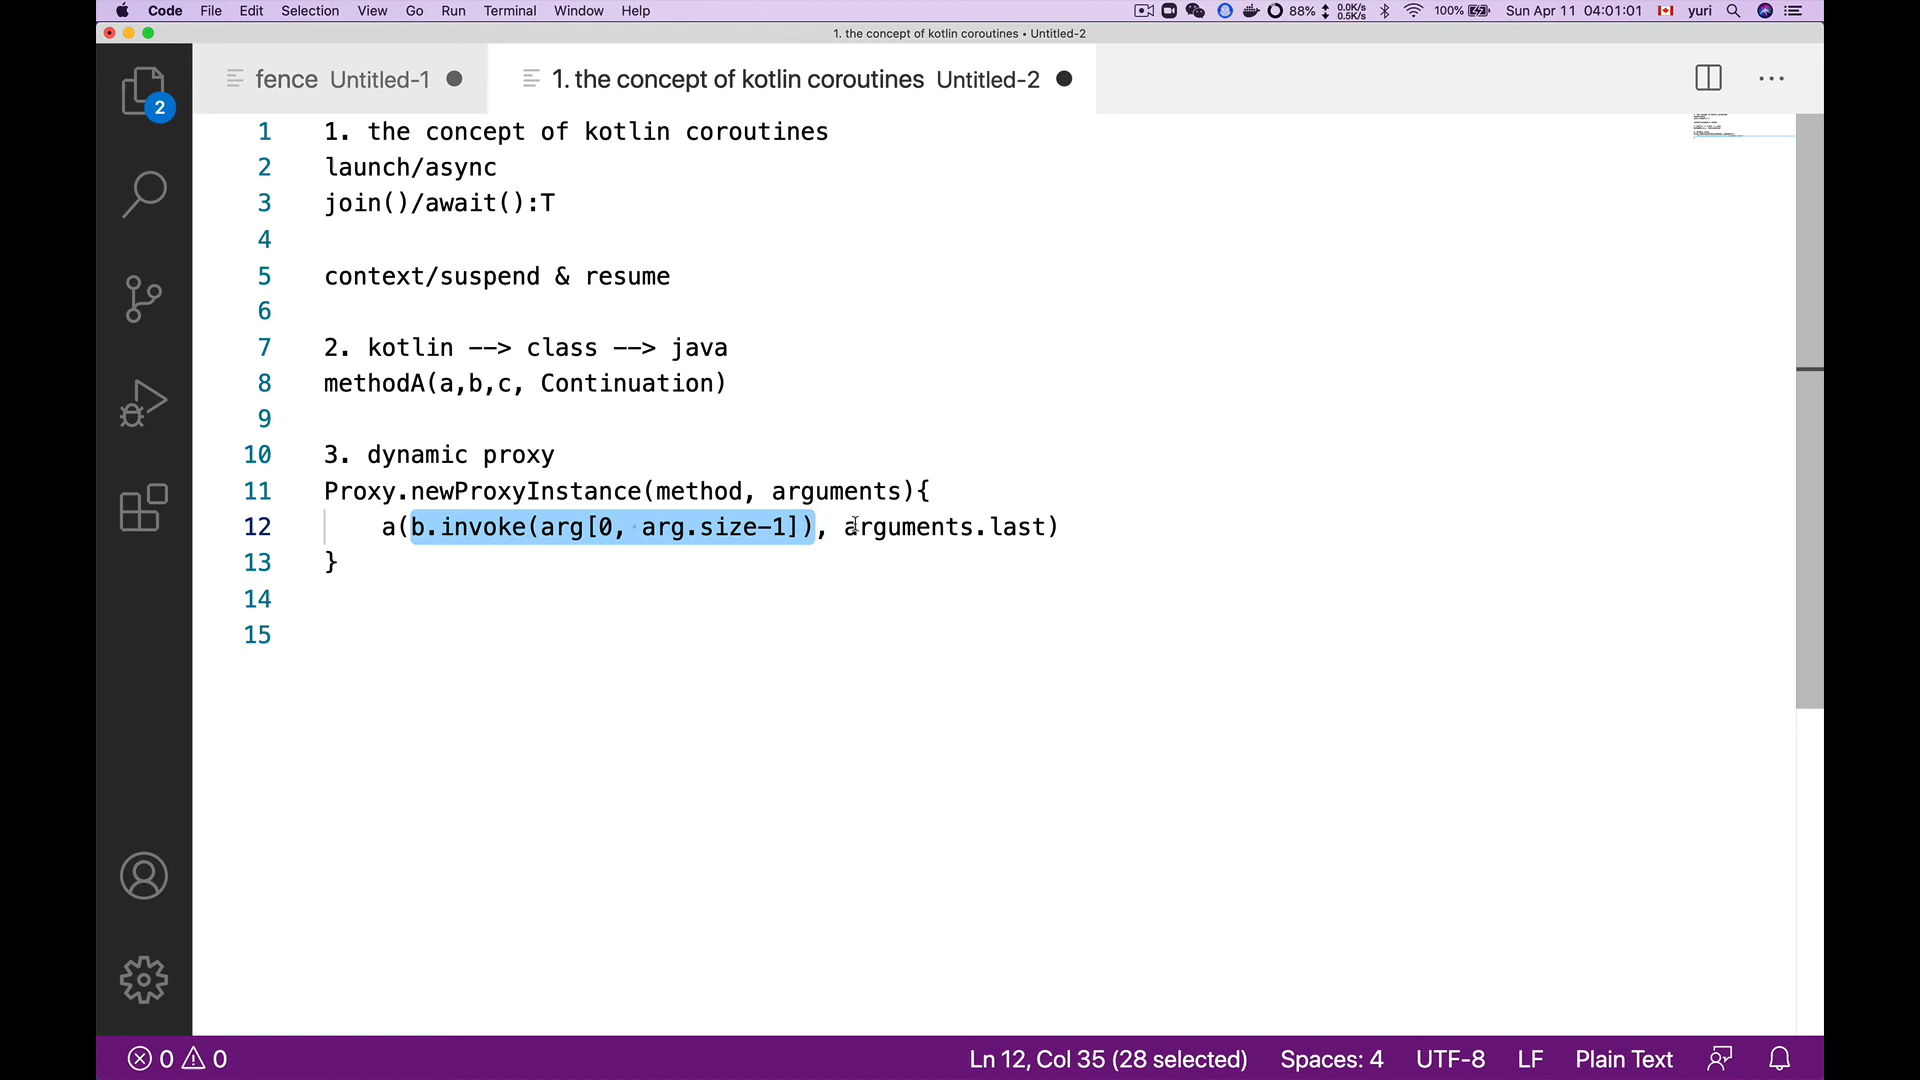 Code File Edit Selection View Go Run Terminal Window Help 88% 0.0K/s 0.5K/s 100% Sun Apr 11 04:01:01 yuri
1. the concept of kotlin coroutines • Untitled-2
fence Untitled-1 1. the concept of kotlin coroutines Untitled-2
2
1 1. the concept of kotlin coroutines
2 launch/async
3 join()/await():T
4
5 context/suspend & resume
6
7 2. kotlin --> class --> java
8 methodA(a,b,c, Continuation)
9
10 3. dynamic proxy
11 Proxy.newProxyInstance(method, arguments){
12 a(b.invoke(arg[0, arg.size-1]), arguments.last)
13 }
14
15
0 0 Ln 12, Col 35 (28 selected) Spaces: 4 UTF-8 LF Plain Text